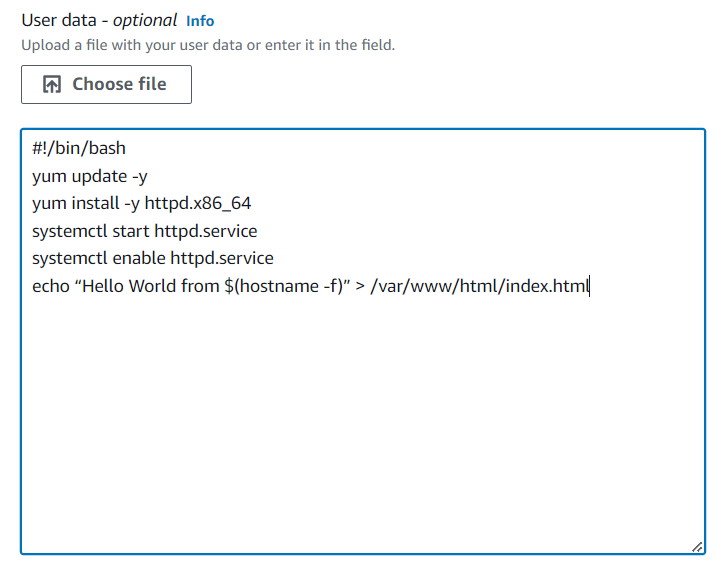 User data - optional Info
Upload a file with your user data or enter it in the field.
Choose file
#!/bin/bash
yum update -y
yum install -y httpd.x86_64
systemctl start httpd.service
systemctl enable httpd.service
echo “Hello World from $(hostname -f)” > /var/www/html/index.html